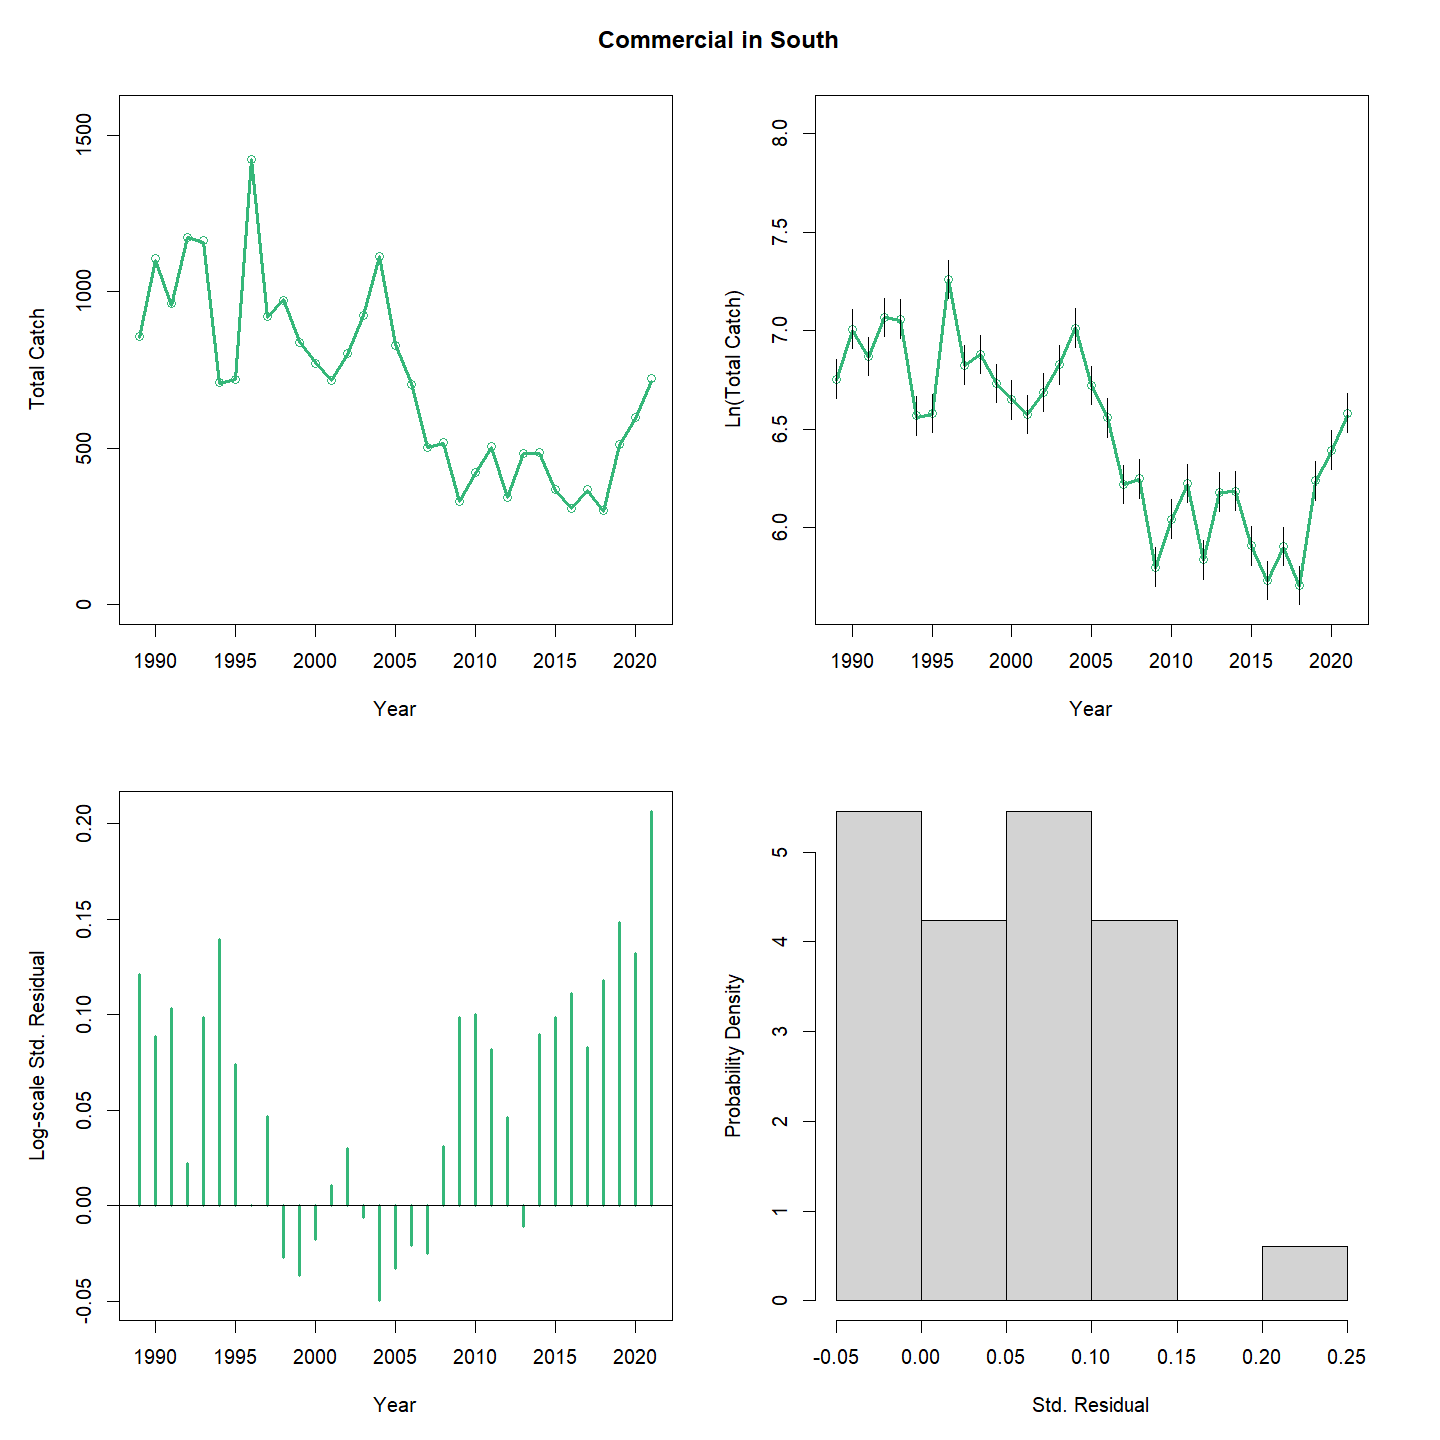 Commercial in South
Total Catch
1500
1000
500
0
1990 1995 2000 2005 2010 2015 2020
Year
Ln(Total Catch)
8.0
7.5
7.0
6.5
6.0
1990 1995 2000 2005 2010 2015 2020
Year
Log-scale Std. Residual
0.20
0.15
0.10
0.05
0.00
-0.05
1990 1995 2000 2005 2010 2015 2020
Year
Probability Density
5
4
3
2
1
0
-0.05 0.00 0.05 0.10 0.15 0.20 0.25
Std. Residual